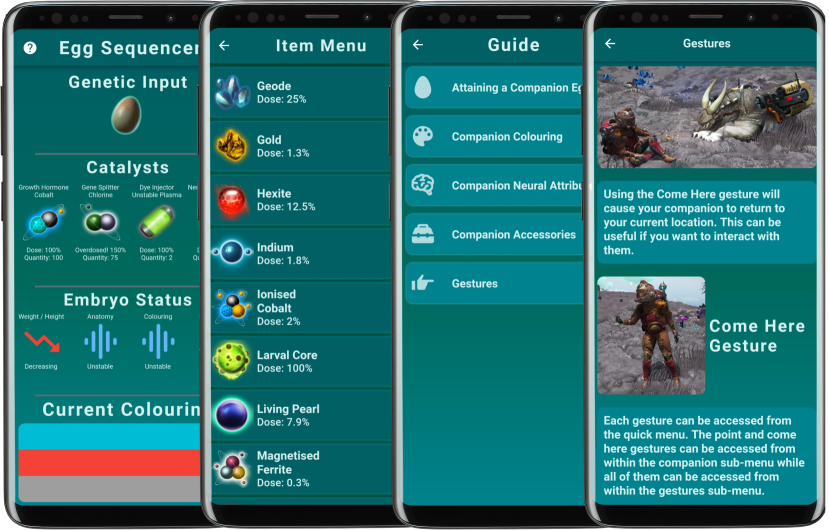 Egg Sequencer
Genetic Input
Catalysts
Growth Hormone
Cobalt
Dose: 100%
Quantity: 100
Gene Splitter
Chlorine
Overdosed! 150%
Quantity: 75
Dye Injector
Unstable Plasma
Dose: 100%
Quantity: 2
Embryo Status
Weight / Height
Decreasing
Anatomy
Unstable
Colouring
Unstable
Item Menu
Geode
Dose: 25%
Gold
Dose: 1.3%
Hexite
Dose: 12.5%
Indium
Dose: 1.8%
Ionised
Cobalt
Dose: 2%
Larval Core
Dose: 100%
Living Pearl
Dose: 7.9%
Magnetised
Ferrite
Dose: 0.3%
Guide
Attaining a Companion
Companion Colouring
Companion Neural
Companion Accessories
Gestures
Gestures
Using the Come Here gesture will
cause your companion to return to
your current location. This can be
useful if you want to interact with
them.
Come Here
Gesture
Each gesture can be accessed from
the quick menu. The point and come
here gestures can be accessed from
within the companion sub-menu while
all of them can be accessed from
within the gestures sub-menu.